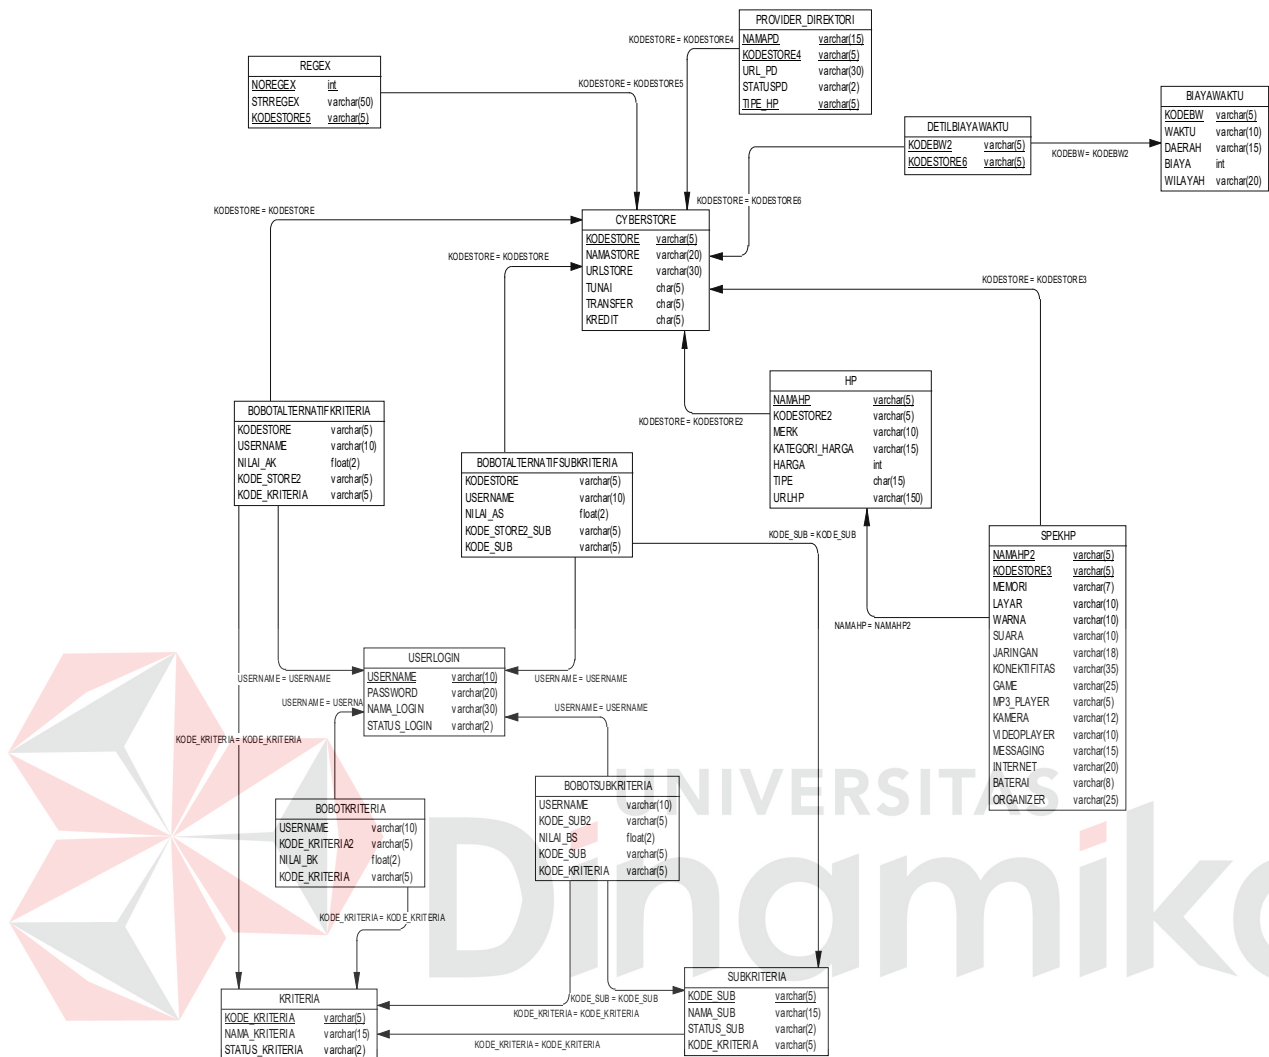 PROVIDER_DIREKTORI
NAMAPD varchar(15)
KODESTORE4 varchar(5)
URL_PD varchar(30)
STATUSPD varchar(2)
TIPE_HP varchar(5)
KODESTORE = KODESTORE4
REGEX
NOREGEX int
STRREGEX varchar(50)
KODESTORE5 varchar(5)
KODESTORE = KODESTORE5
BIAYAWAKTU
KODEBW varchar(5)
WAKTU varchar(10)
DAERAH varchar(15)
BIAYA int
WILAYAH varchar(20)
DETILBIAYAWAKTU
KODEBW2 varchar(5)
KODESTORE6 varchar(5)
KODEBW = KODEBW2
KODESTORE = KODESTORE6
KODESTORE = KODESTORE
CYBERSTORE
KODESTORE varchar(5)
NAMASTORE varchar(20)
URLSTORE varchar(30)
TUNAI char(5)
TRANSFER char(5)
KREDIT char(5)
KODESTORE = KODESTORE
KODESTORE = KODESTORE3
HP
NAMAHP varchar(5)
KODESTORE2 varchar(5)
MERK varchar(10)
KATEGORI_HARGA varchar(15)
HARGA int
TIPE char(15)
URLHP varchar(150)
KODESTORE = KODESTORE2
BOBOTALTERNATIFKRITERIA
KODESTORE varchar(5)
USERNAME varchar(10)
NILAI_AK float(2)
KODE_STORE2 varchar(5)
KODE_KRITERIA varchar(5)
BOBOTALTERNATIFSUBKRITERIA
KODESTORE varchar(5)
USERNAME varchar(10)
NILAI_AS float(2)
KODE_STORE2_SUB varchar(5)
KODE_SUB varchar(5)
KODE_SUB = KODE_SUB
SPEKHP
NAMAHP2 varchar(5)
KODESTORE3 varchar(5)
MEMORI varchar(7)
LAYAR varchar(10)
WARNA varchar(10)
SUARA varchar(10)
JARINGAN varchar(18)
KONEKTIFITAS varchar(35)
GAME varchar(25)
MP3_PLAYER varchar(5)
KAMERA varchar(12)
VIDEOPLAYER varchar(10)
MESSAGING varchar(15)
INTERNET varchar(20)
BATERAI varchar(8)
ORGANIZER varchar(25)
NAMAHP = NAMAHP2
USERLOGIN
USERNAME varchar(10)
PASSWORD varchar(20)
NAMA_LOGIN varchar(30)
STATUS_LOGIN varchar(2)
USERNAME = USERNAME
USERNAME = USERNAME
USERNAME = USERNA
USERNAME = USERNAME
KODE_KRITERIA = KODE_KRITERIA
UNIVERSITAS
Dinamika
BOBOTKRITERIA
USERNAME varchar(10)
KODE_KRITERIA2 varchar(5)
NILAI_BK float(2)
KODE_KRITERIA varchar(5)
BOBOTSUBKRITERIA
USERNAME varchar(10)
KODE_SUB2 varchar(5)
NILAI_BS float(2)
KODE_SUB varchar(5)
KODE_KRITERIA varchar(5)
KODE_KRITERIA = KODE_KRITERIA
KRITERIA
KODE_KRITERIA varchar(5)
NAMA_KRITERIA varchar(15)
STATUS_KRITERIA varchar(2)
KODE_SUB = KODE_SUB
KODE_KRITERIA = KODE_KRITERIA
KODE_KRITERIA = KODE_KRITERIA
SUBKRITERIA
KODE_SUB varchar(5)
NAMA_SUB varchar(15)
STATUS_SUB varchar(2)
KODE_KRITERIA varchar(5)